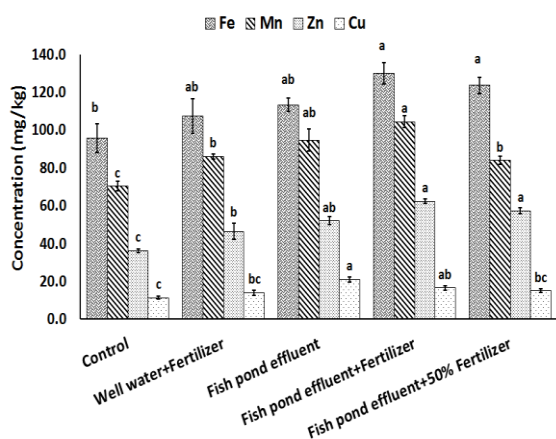 Fe Mn Zn Cu
Concentration (mg/kg)
140.0
120.0
100.0
80.0
60.0
40.0
20.0
0.0
b c c c
ab b b bc
ab ab ab a
a a a ab
a b a bc
Control
Well water+Fertilizer
Fish pond effluent
Fish pond effluent+Fertilizer
Fish pond effluent+50% Fertilizer